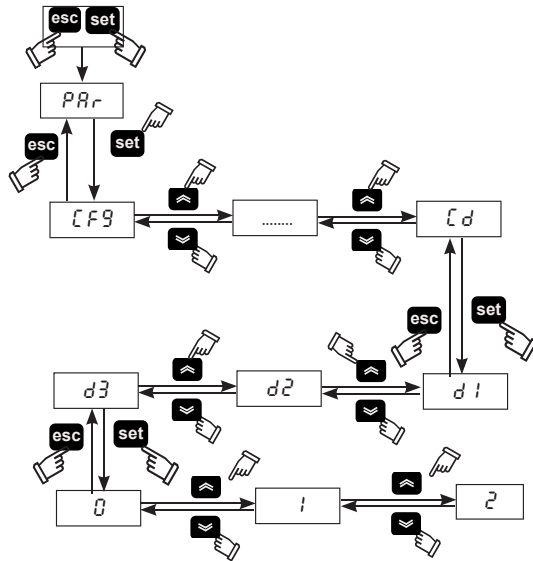 esc set
PAr
esc set
CF9 ........ Cd
esc set
d3 d2 d1
esc set
0 1 2